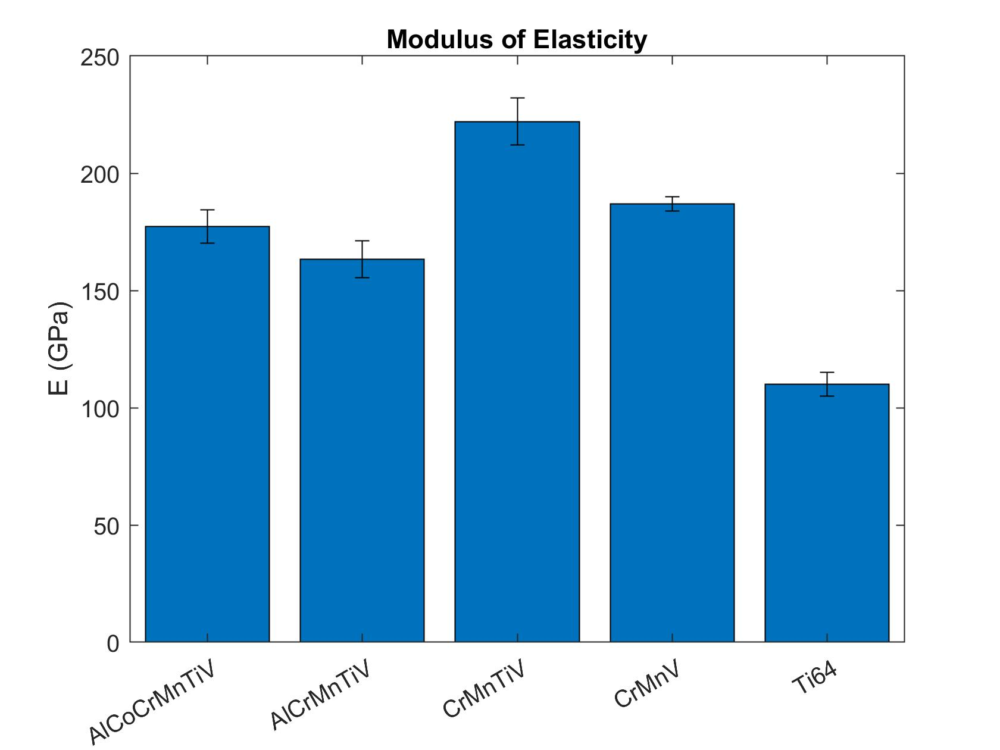 Modulus of Elasticity
250
200
150
100
50
0
E (GPa)
AlCoCrMnTiV
AlCrMnTiV
CrMnTiV
CrMnV
Ti64